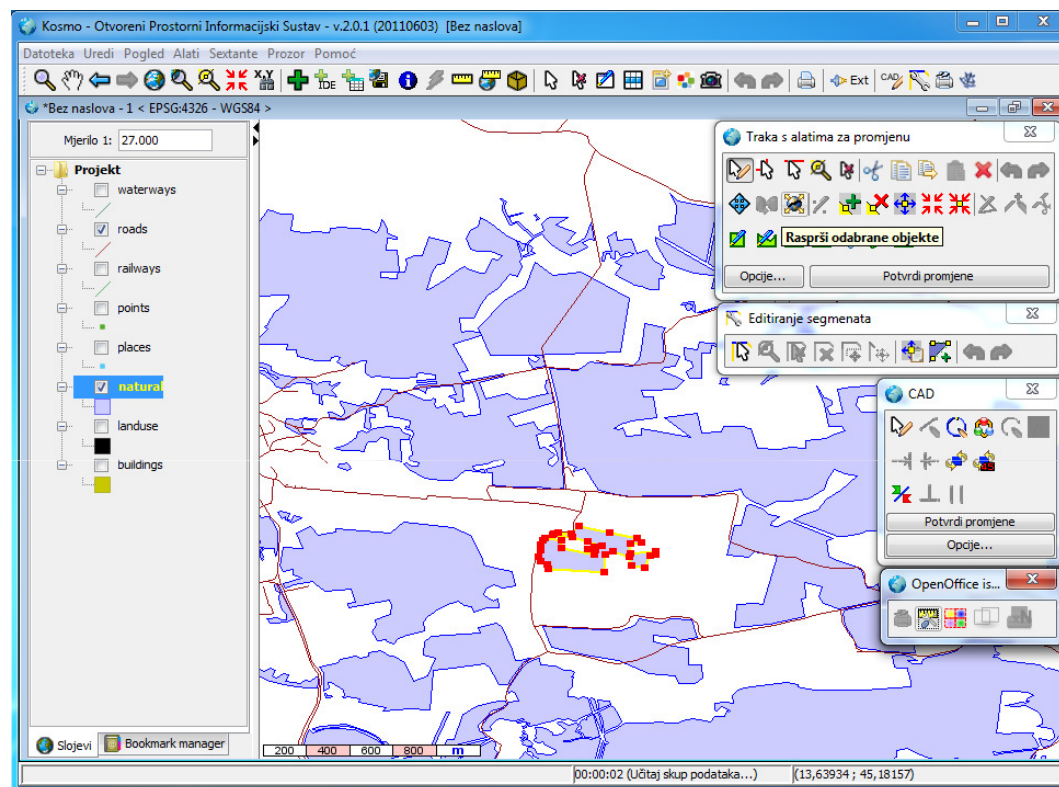 Kosmo - Otvoreni Prostorni Informacijski Sustav - v.2.0.1 (20110603) [Bez naslova]
Datoteka Uredi Pogled Alati Sextante Prozor Pomoć
X,Y M IDE Ext CAD
*Bez naslova - 1 < EPSG:4326 - WGS84 >
Mjerilo 1: 27.000
Projekt
waterways
roads
railways
points
places
natural
landuse
buildings
Slojevi Bookmark manager
200 400 600 800 m
Traka s alatima za promjenu
Rasprši odabrane objekte
Opcije... Potvrdi promjene
Editiranje segmenata
CAD
Potvrdi promjene
Opcije...
OpenOffice is...
N
00:00:02 (Učitaj skup podataka...) (13,63934 ; 45,18157)